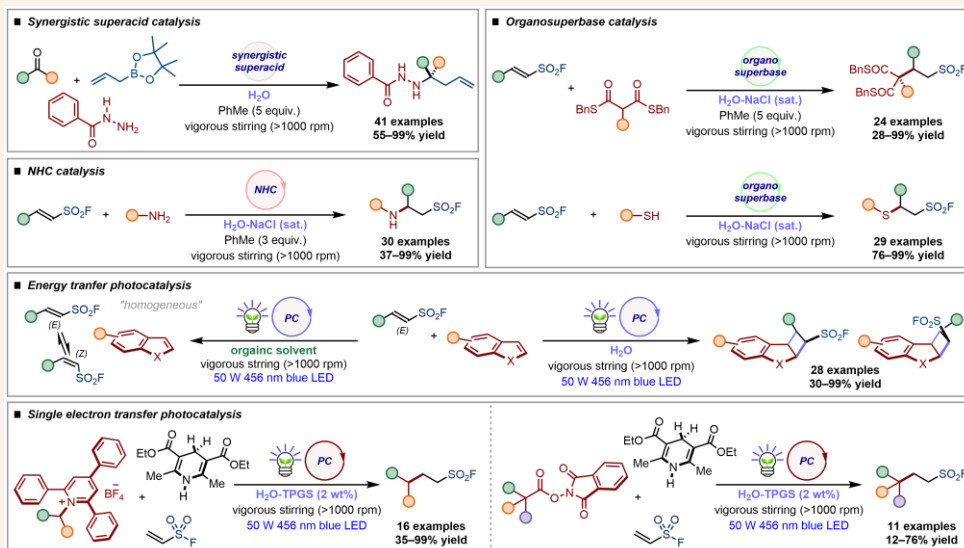 ■ Synergistic superacid catalysis
O
+
O
B
O
synergistic
superacid
H₂O
PhMe (5 equiv.)
vigorous stirring (>1000 rpm)
O
N
H
NH₂
O
H
N
N
H
41 examples
55–99% yield
■ Organosuperbase catalysis
SO₂F
+
O
O
BnS
SBn
organo
superbase
H₂O-NaCl (sat.)
PhMe (5 equiv.)
vigorous stirring (>1000 rpm)
BnSOC
BnSOC
SO₂F
24 examples
28–99% yield
SO₂F
+
SH
organo
superbase
H₂O-NaCl (sat.)
vigorous stirring (>1000 rpm)
S
SO₂F
29 examples
76–99% yield
■ NHC catalysis
SO₂F
+
NH₂
NHC
H₂O-NaCl (sat.)
PhMe (3 equiv.)
vigorous stirring (>1000 rpm)
N
H
SO₂F
30 examples
37–99% yield
■ Energy tranfer photocatalysis
SO₂F
(E)
(Z)
SO₂F
"homogeneous"
X
PC
orgainc solvent
vigorous strring (>1000 rpm)
50 W 456 nm blue LED
SO₂F
(E)
+
X
PC
H₂O
vigorous strring (>1000 rpm)
50 W 456 nm blue LED
SO₂F
X
FO₂S
X
28 examples
30–99% yield
■ Single electron transfer photocatalysis
N
+
BF₄
−
+
EtO₂C
H
H
CO₂Et
Me
N
H
Me
O
O
S
F
PC
H₂O-TPGS (2 wt%)
vigorous stirring (>1000 rpm)
50 W 456 nm blue LED
SO₂F
16 examples
35–99% yield
O
O
O
N
O
+
EtO₂C
H
H
CO₂Et
Me
N
H
Me
O
O
S
F
PC
H₂O-TPGS (2 wt%)
vigorous stirring (>1000 rpm)
50 W 456 nm blue LED
SO₂F
11 examples
12–76% yield